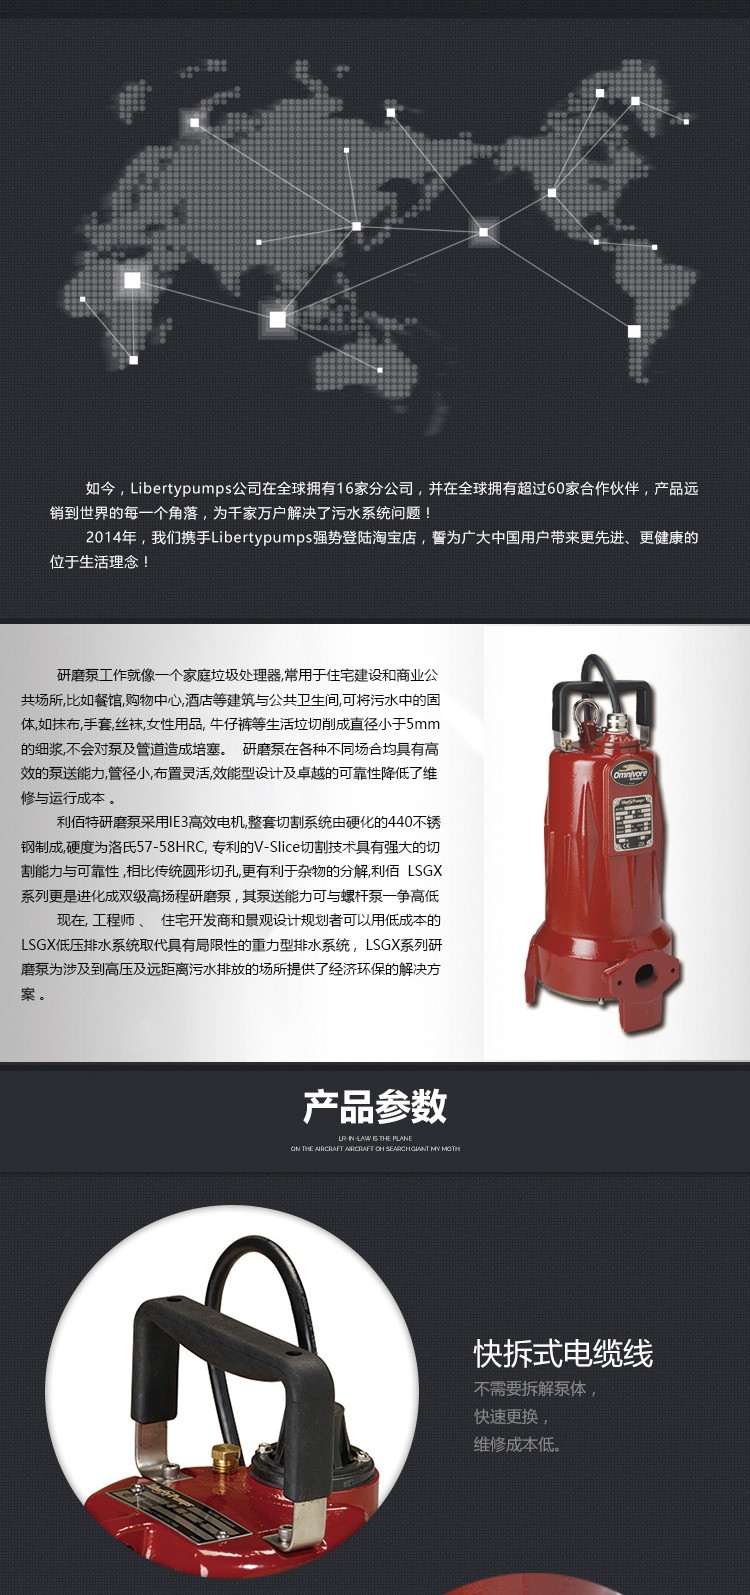 如今，Libertypumps公司在全球拥有16家分公司，并在全球拥有超过60家合作伙伴，产品远
销到世界的每一个角落，为千家万户解决了污水系统问题！
2014年，我们携手Libertypumps强势登陆淘宝店，誓为广大中国用户带来更先进、更健康的
位于生活理念！
研磨泵工作就像一个家庭垃圾处理器,常用于住宅建设和商业公
共场所,比如餐馆,购物中心,酒店等建筑与公共卫生间,可将污水中的固
体,如抹布,手套,丝袜,女性用品, 牛仔裤等生活垃切削成直径小于5mm
的细浆,不会对泵及管道造成培塞。 研磨泵在各种不同场合均具有高
效的泵送能力,管径小,布置灵活,效能型设计及卓越的可靠性降低了维
修与运行成本 。
利佰特研磨泵采用IE3高效电机,整套切割系统由硬化的440不锈
钢制成,硬度为洛氏57-58HRC, 专利的V-Slice切割技术具有强大的切
割能力与可靠性 ,相比传统圆形切孔,更有利于杂物的分解,利佰 LSGX
系列更是进化成双级高扬程研磨泵 , 其泵送能力可与螺杆泵一争高低
现在, 工程师 、 住宅开发商和景观设计规划者可以用低成本的
LSGX低压排水系统取代具有局限性的重力型排水系统 , LSGX系列研
磨泵为涉及到高压及远距离污水排放的场所提供了经济环保的解决方
案 。
Omnivore
产品参数
LR-IN-LAW IS THE PLANE
ON THE AIRCRAFT AIRCRAFT OH SEARCH GIANT MY MOTH
快拆式电缆线
不需要拆解泵体，
快速更换，
维修成本低。